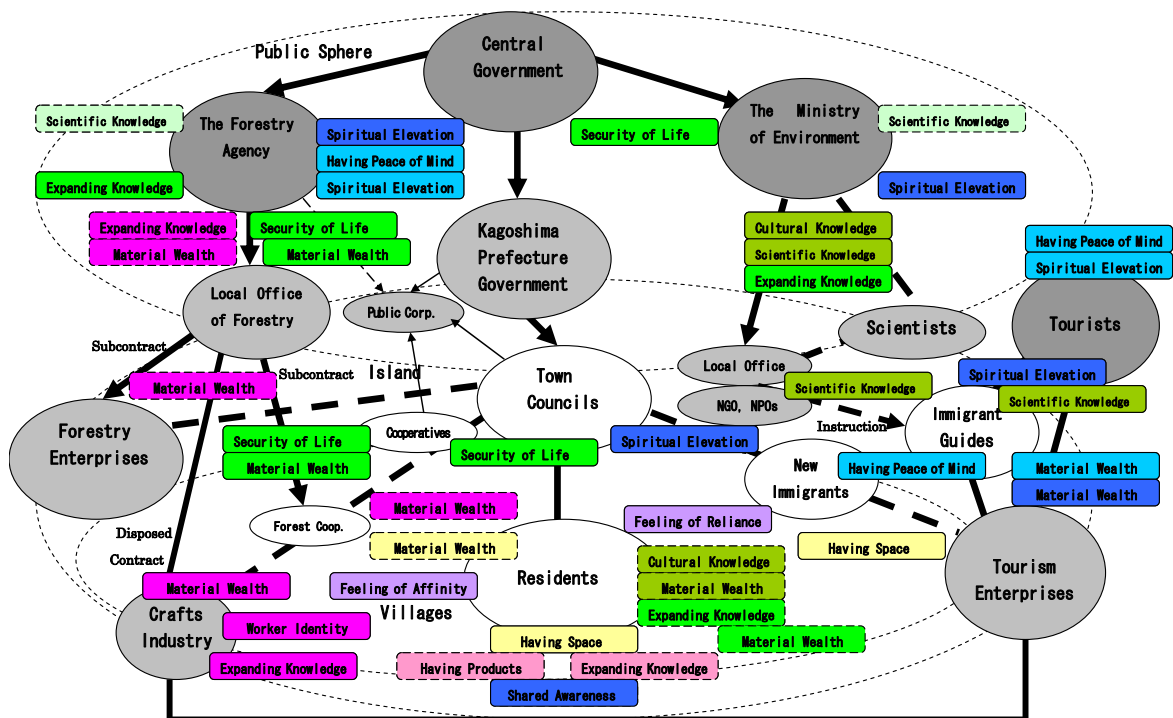 Central
Government
Public Sphere
Scientific Knowledge
The Forestry
Agency
Spiritual Elevation
Having Peace of Mind
Spiritual Elevation
Security of Life
The Ministry
of Environment
Scientific Knowledge
Expanding Knowledge
Spiritual Elevation
Expanding Knowledge
Material Wealth
Security of Life
Material Wealth
Kagoshima
Prefecture
Government
Cultural Knowledge
Scientific Knowledge
Expanding Knowledge
Having Peace of Mind
Spiritual Elevation
Local Office
of Forestry
Public Corp.
Scientists
Tourists
Subcontract
Material Wealth
Subcontract
Island
Town
Councils
Local Office
Scientific Knowledge
Spiritual Elevation
Scientific Knowledge
NGO, NPOs
Instruction
Immigrant
Guides
Forestry
Enterprises
Security of Life
Material Wealth
Cooperatives
Security of Life
Spiritual Elevation
New
Immigrants
Having Peace of Mind
Material Wealth
Material Wealth
Forest Coop.
Material Wealth
Feeling of Reliance
Disposed
Contract
Material Wealth
Having Space
Residents
Cultural Knowledge
Material Wealth
Expanding Knowledge
Material Wealth
Tourism
Enterprises
Material Wealth
Feeling of Affinity
Villages
Crafts
Industry
Worker Identity
Having Space
Expanding Knowledge
Having Products
Expanding Knowledge
Shared Awareness